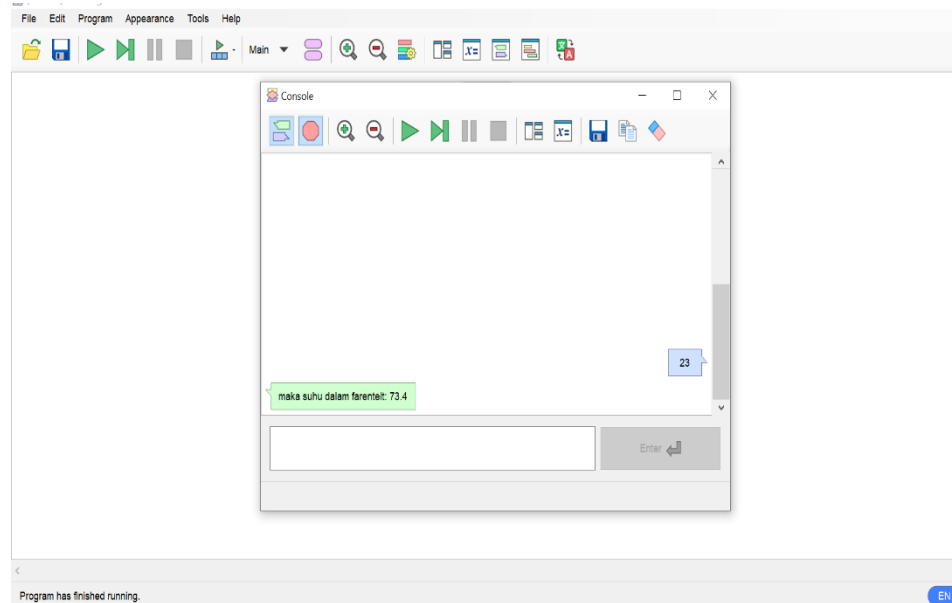 File Edit Program Appearance Tools Help
Main
Console
23
maka suhu dalam farenteit: 73.4
Enter
Program has finished running.
EN